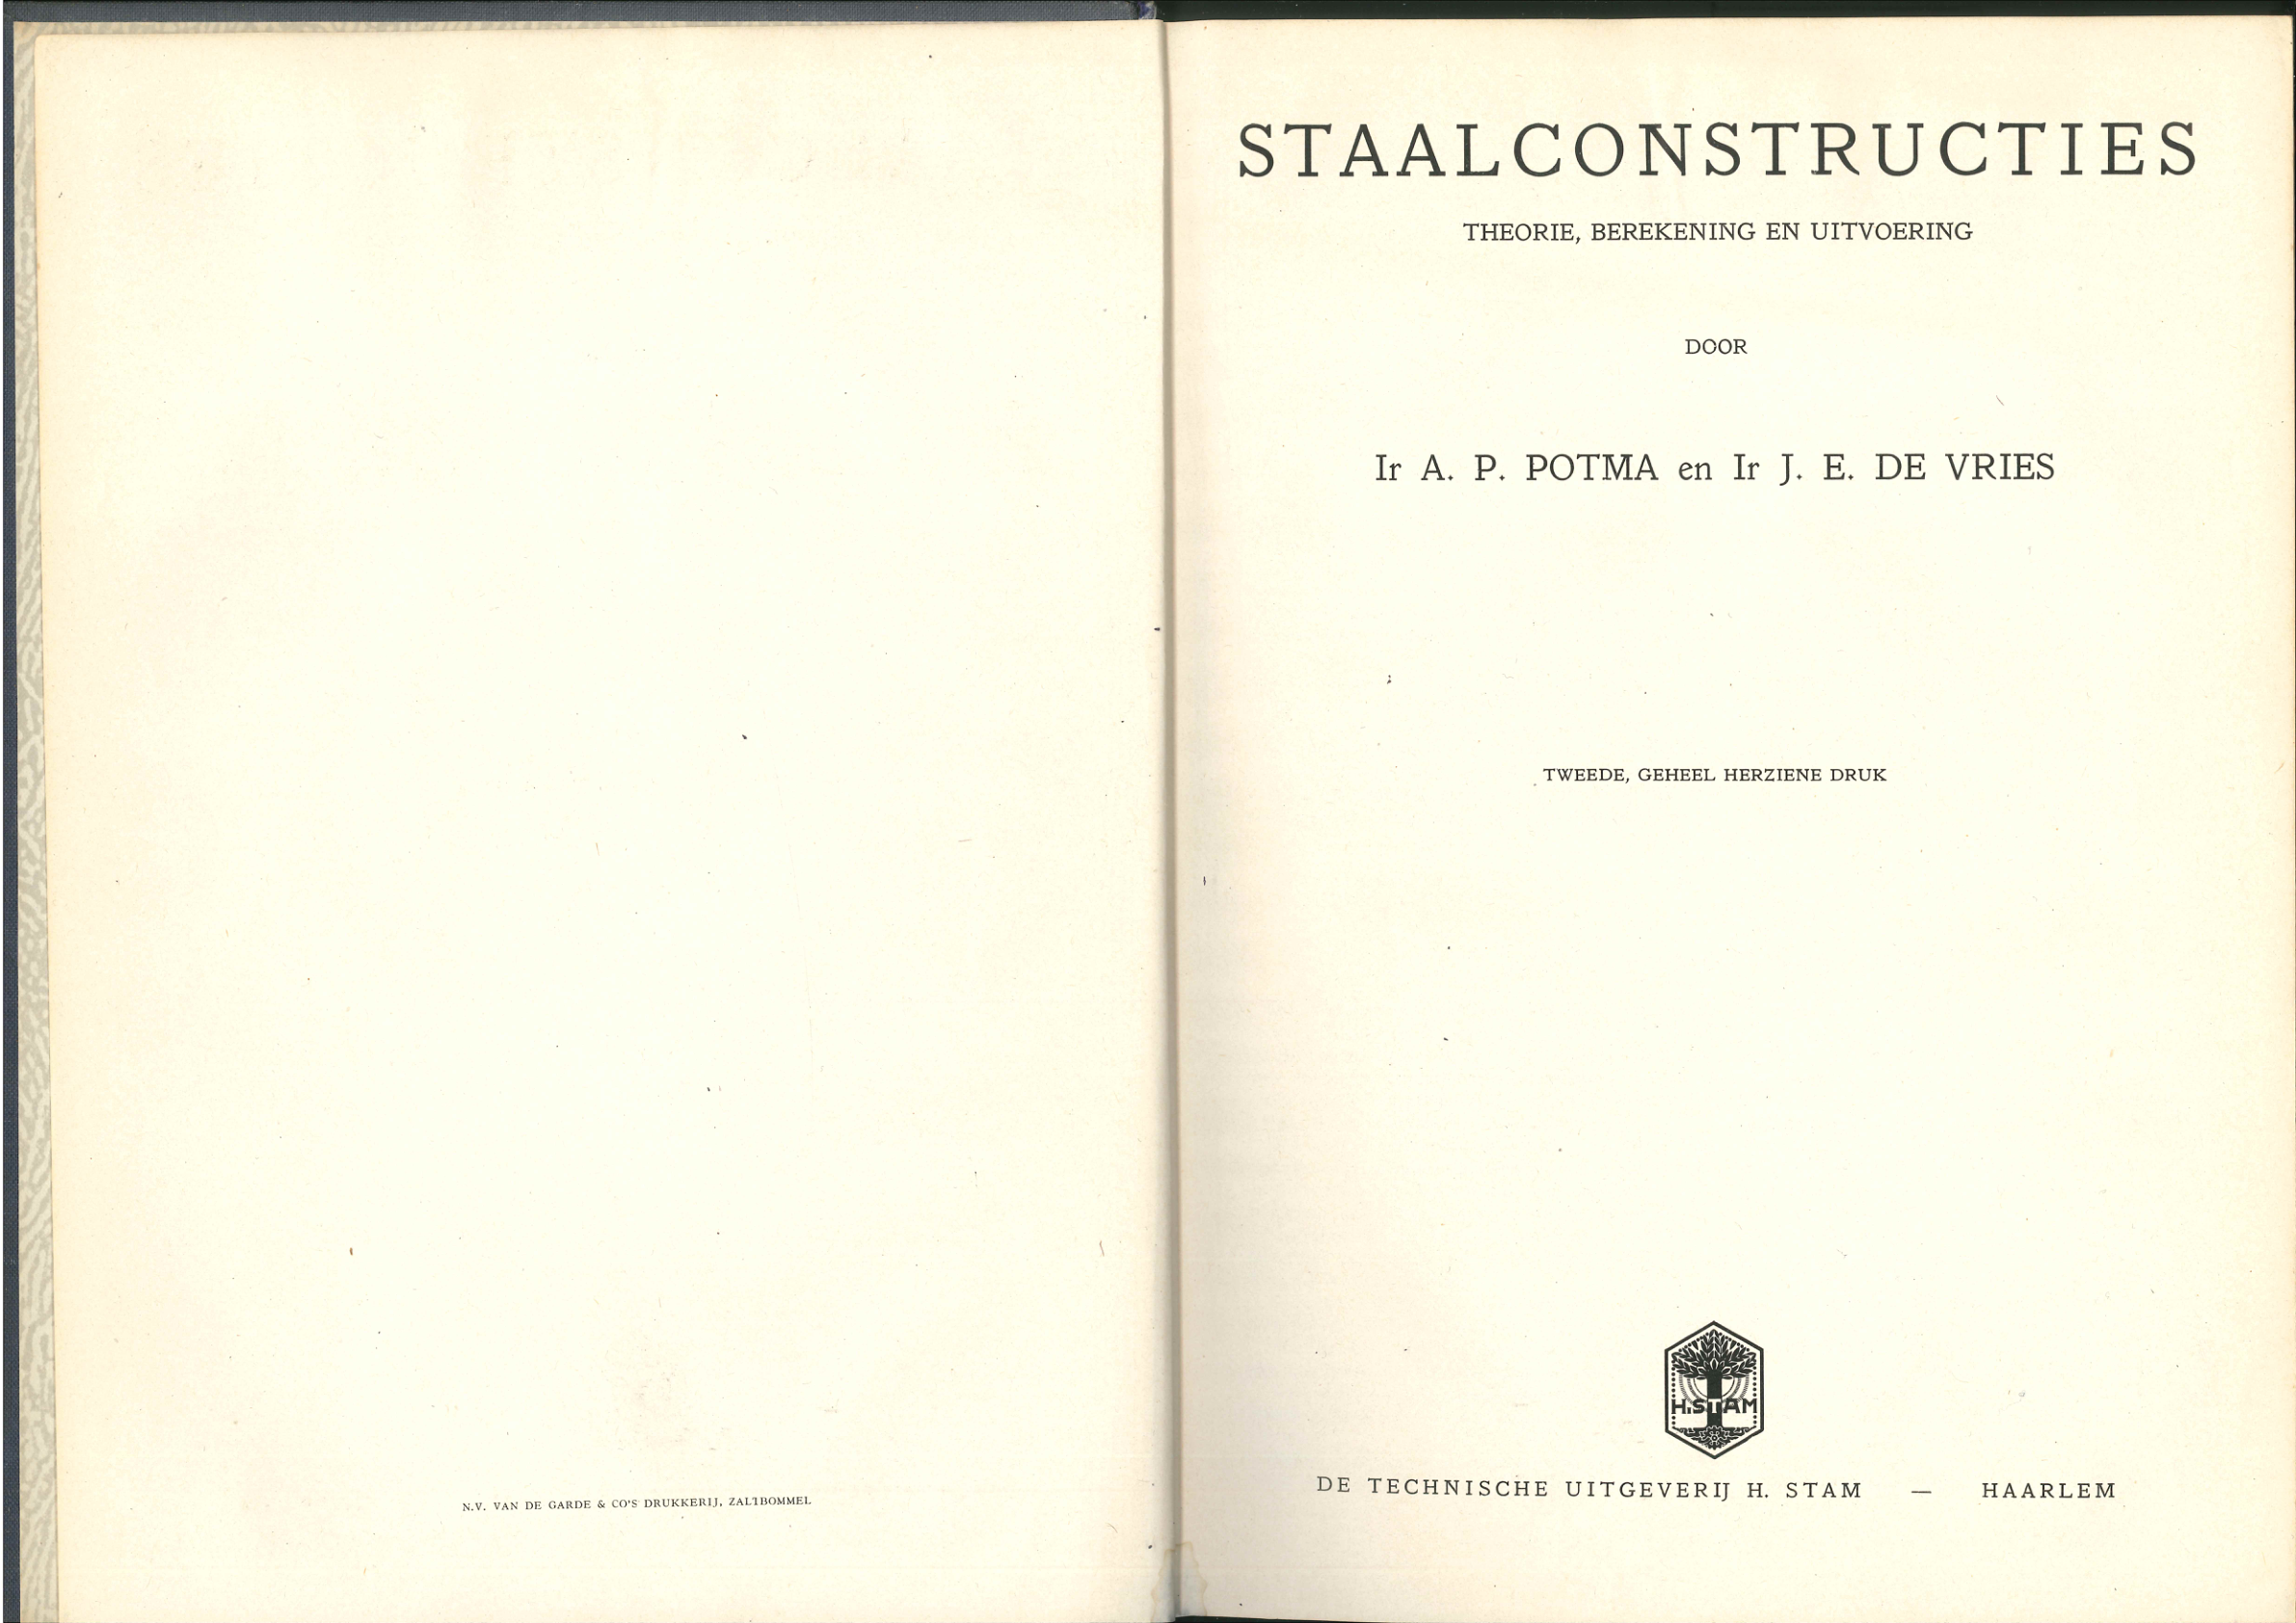 N.V. VAN DE GARDE & CO'S DRUKKERIJ, ZALTBOMMEL
STAALCONSTRUCTIES
THEORIE, BEREKENING EN UITVOERING
DOOR
Ir A. P. POTMA en Ir J. E. DE VRIES
TWEEDE, GEHEEL HERZIENE DRUK
H. STAM
DE TECHNISCHE UITGEVERIJ H. STAM — HAARLEM